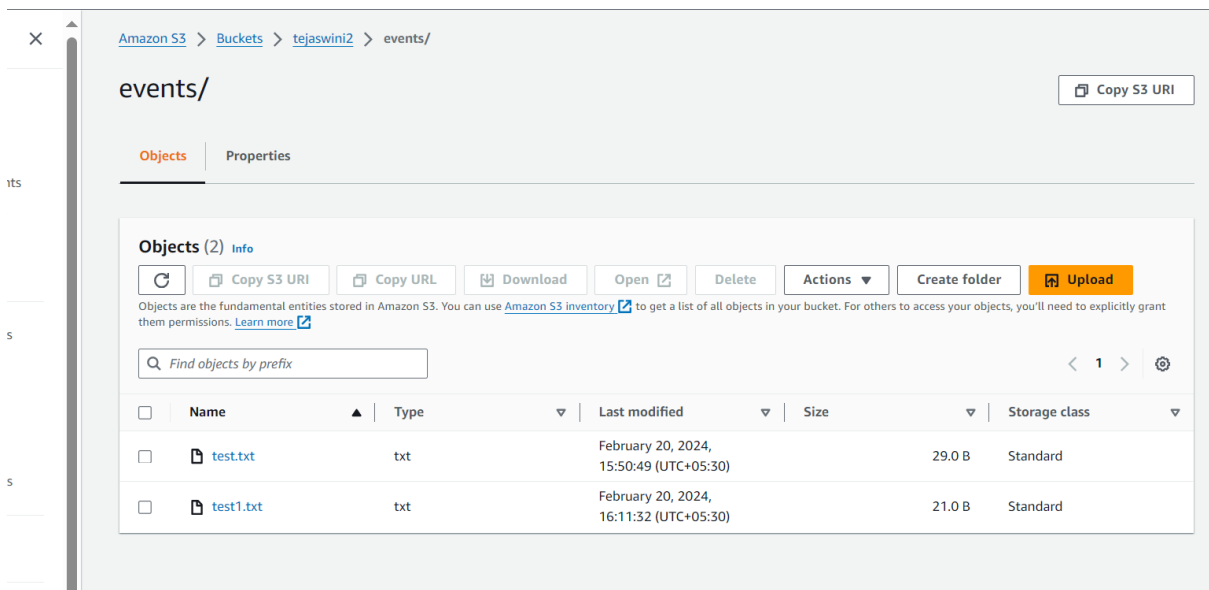 Amazon S3 > Buckets > tejaswini2 > events/
events/
Copy S3 URI
Objects
Properties
nts
Objects (2) Info
Copy S3 URI
Copy URL
Download
Open
Delete
Actions
Create folder
Upload
Objects are the fundamental entities stored in Amazon S3. You can use Amazon S3 inventory to get a list of all objects in your bucket. For others to access your objects, you'll need to explicitly grant
them permissions. Learn more
s
Find objects by prefix
1
Name Type Last modified Size Storage class
test.txt txt February 20, 2024, 15:50:49 (UTC+05:30) 29.0 B Standard
s
test1.txt txt February 20, 2024, 16:11:32 (UTC+05:30) 21.0 B Standard